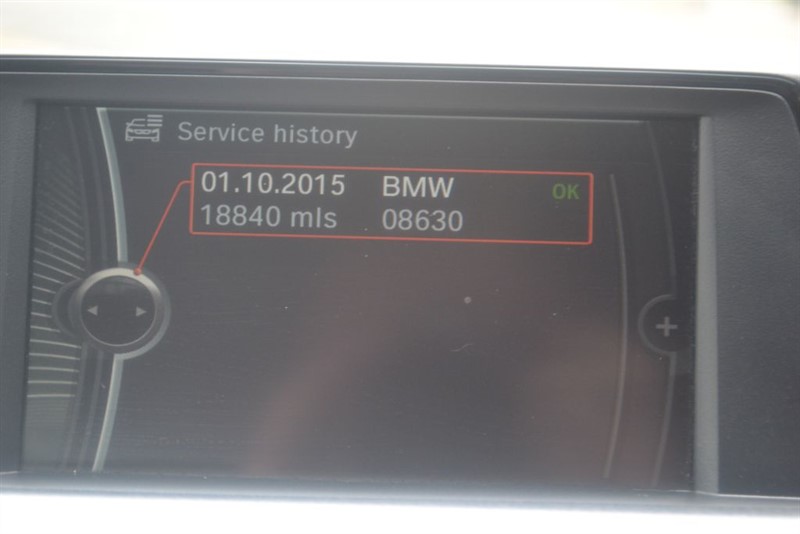 Service history
01.10.2015 BMW OK
18840 mls 08630
+